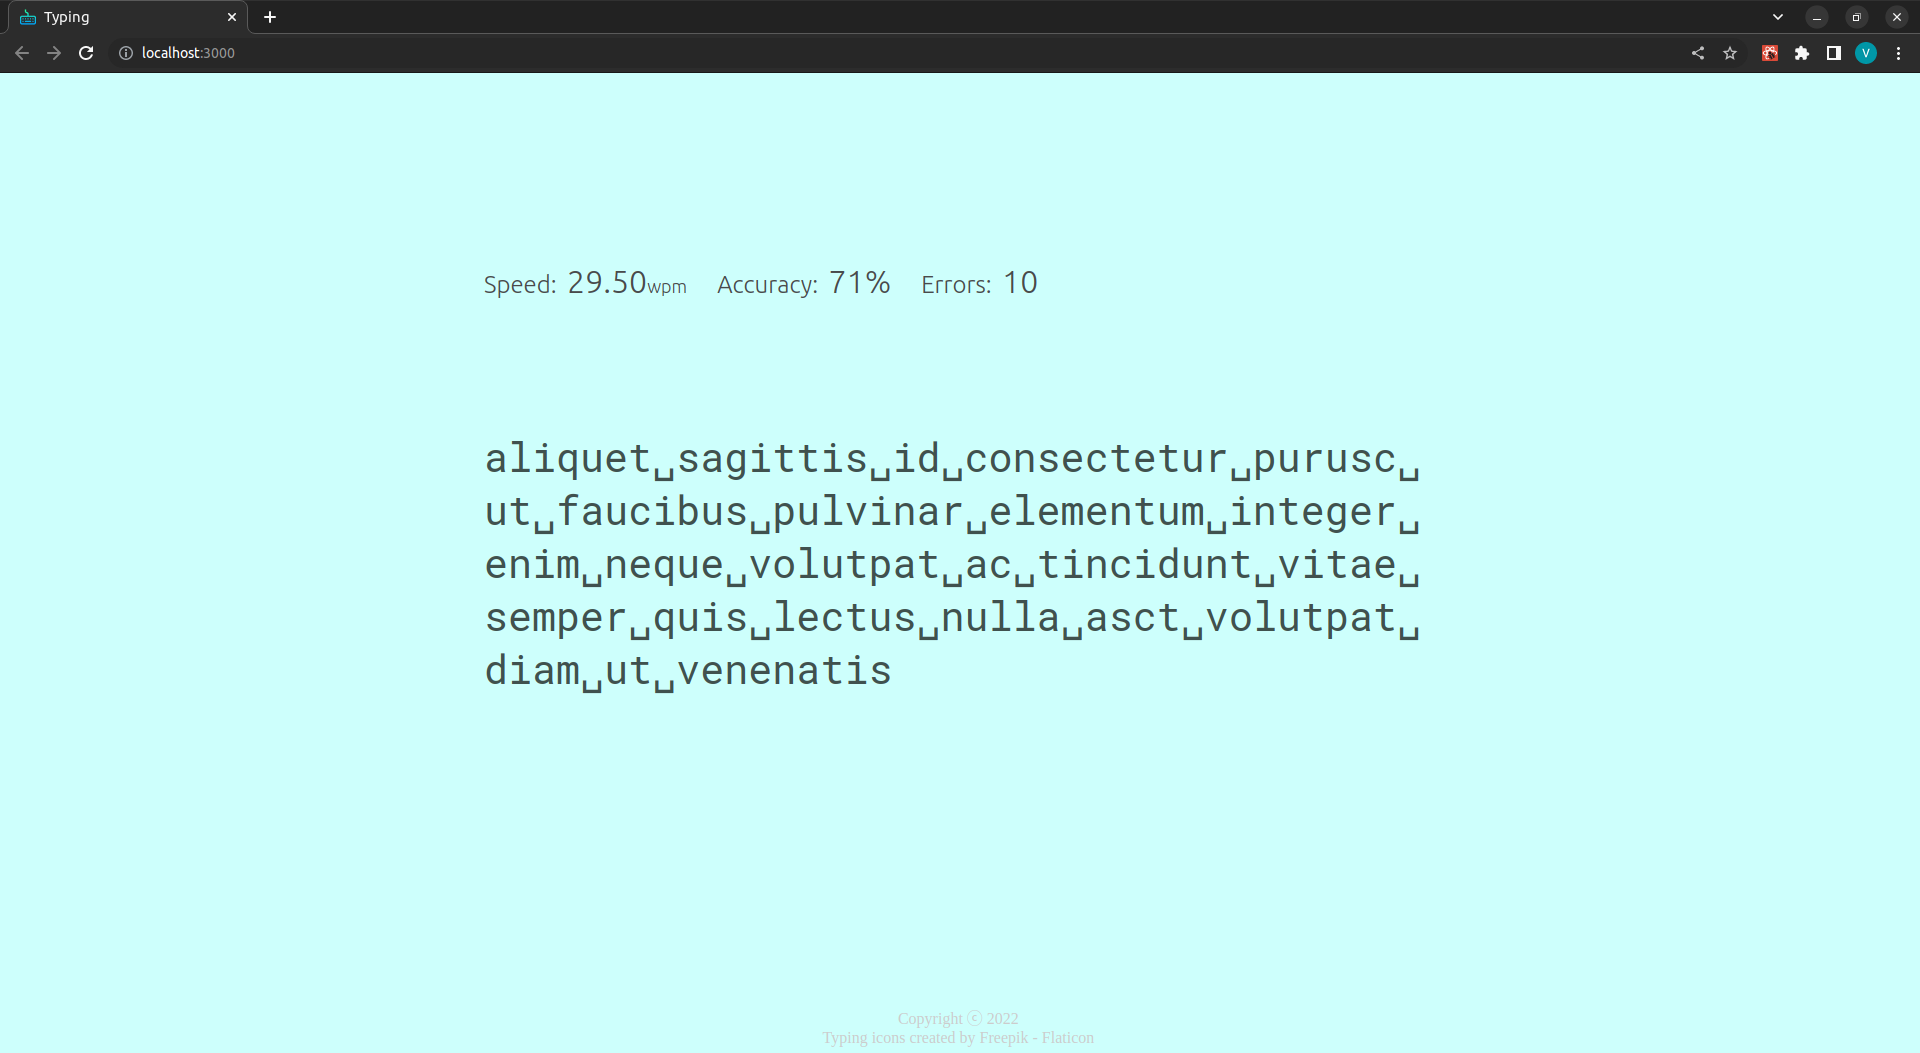 Typing
localhost:3000
V
Speed: 29.50wpm Accuracy: 71% Errors: 10
aliquet␣sagittis␣id␣consectetur␣purusc␣
ut␣faucibus␣pulvinar␣elementum␣integer␣
enim␣neque␣volutpat␣ac␣tincidunt␣vitae␣
semper␣quis␣lectus␣nulla␣asct␣volutpat␣
diam␣ut␣venenatis
Copyright ⓒ 2022
Typing icons created by Freepik - Flaticon